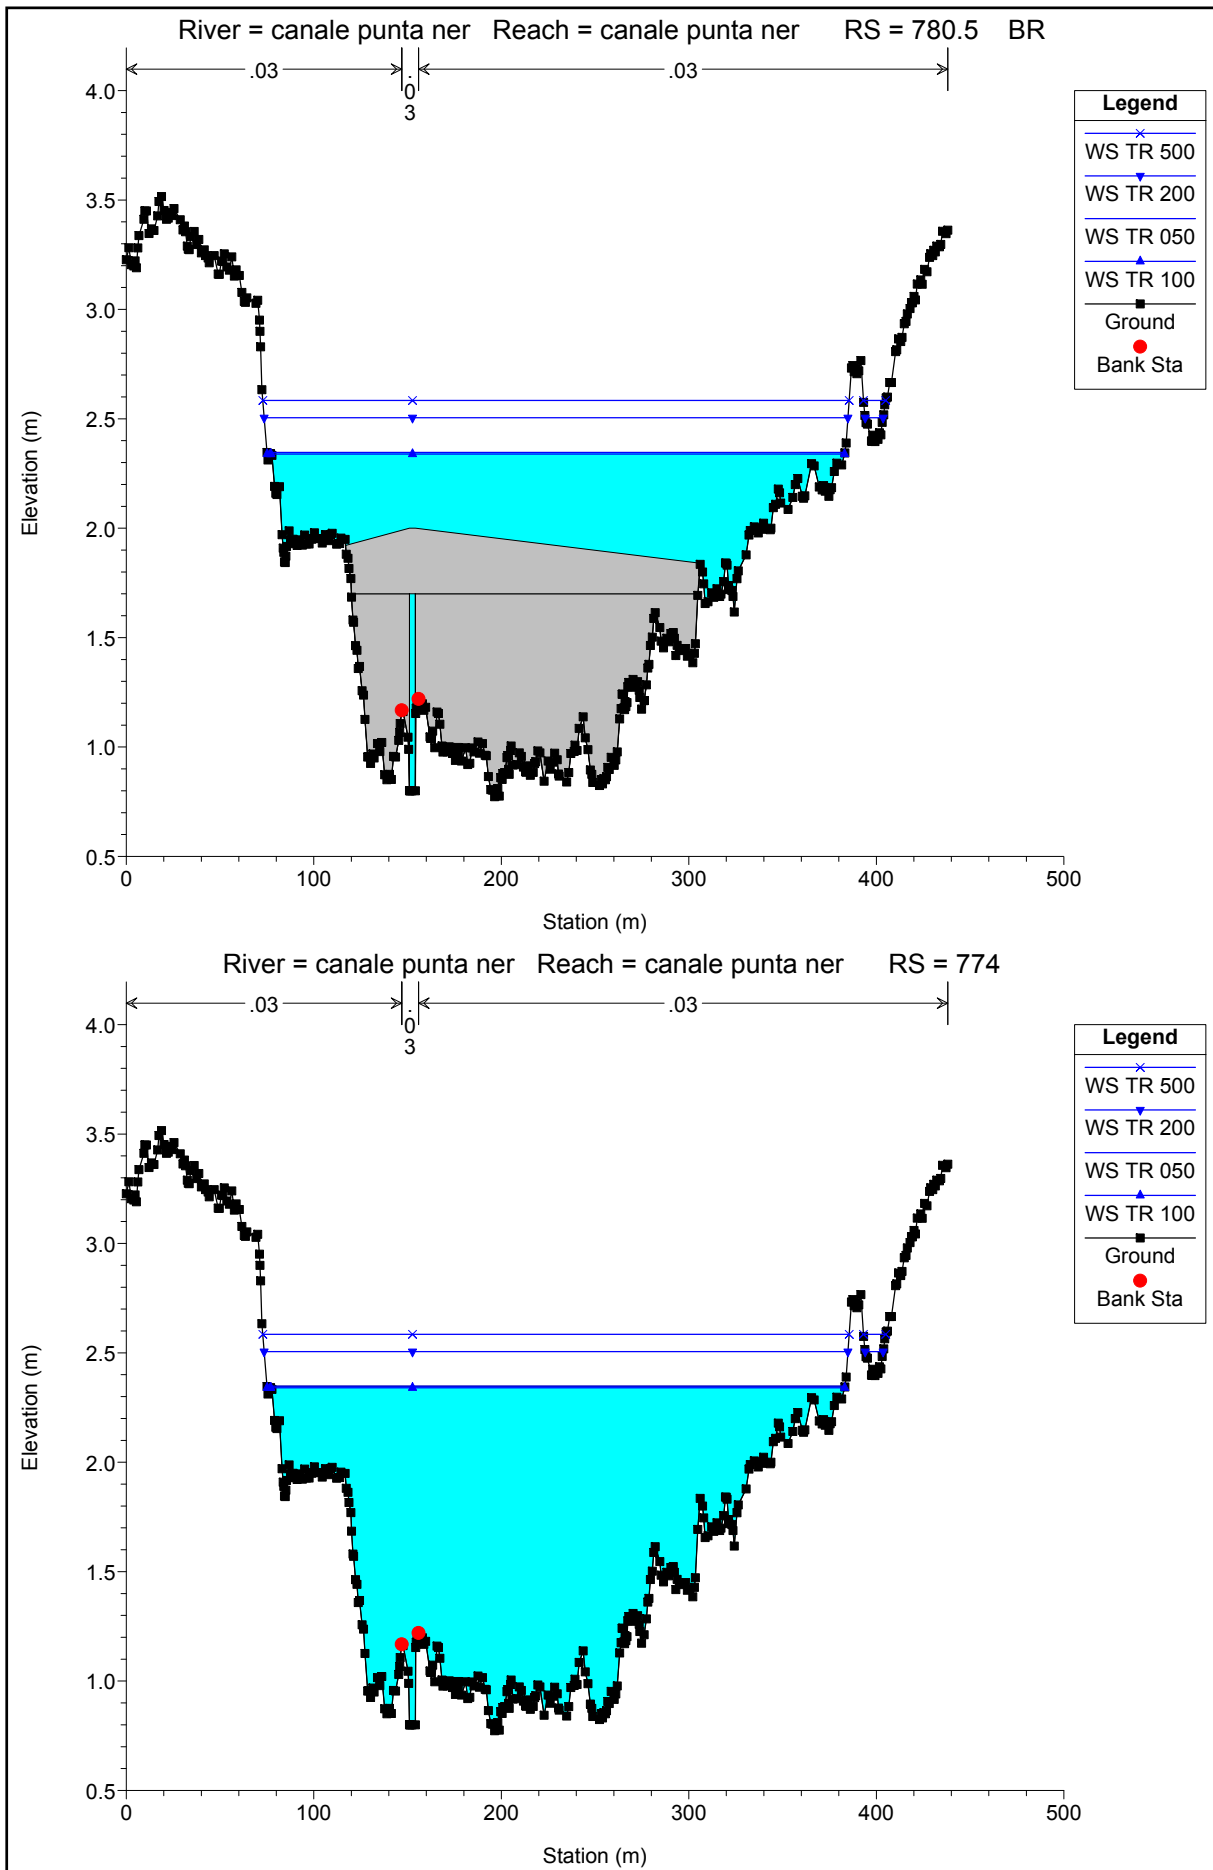 River = canale punta ner Reach = canale punta ner RS = 780.5 BR
.03
.03
.03
4.0
3.5
3.0
2.5
2.0
1.5
1.0
0.5
Elevation (m)
0
100
200
300
400
500
Station (m)
Legend
WS TR 500
WS TR 200
WS TR 050
WS TR 100
Ground
Bank Sta
River = canale punta ner Reach = canale punta ner RS = 774
.03
.03
.03
4.0
3.5
3.0
2.5
2.0
1.5
1.0
0.5
Elevation (m)
0
100
200
300
400
500
Station (m)
Legend
WS TR 500
WS TR 200
WS TR 050
WS TR 100
Ground
Bank Sta